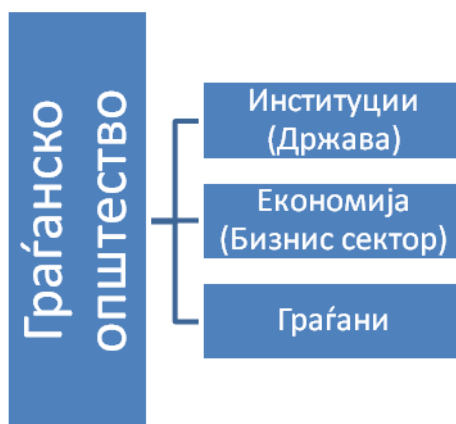 Граѓанско
општество
Институции
(Држава)
Економија
(Бизнис сектор)
Граѓани